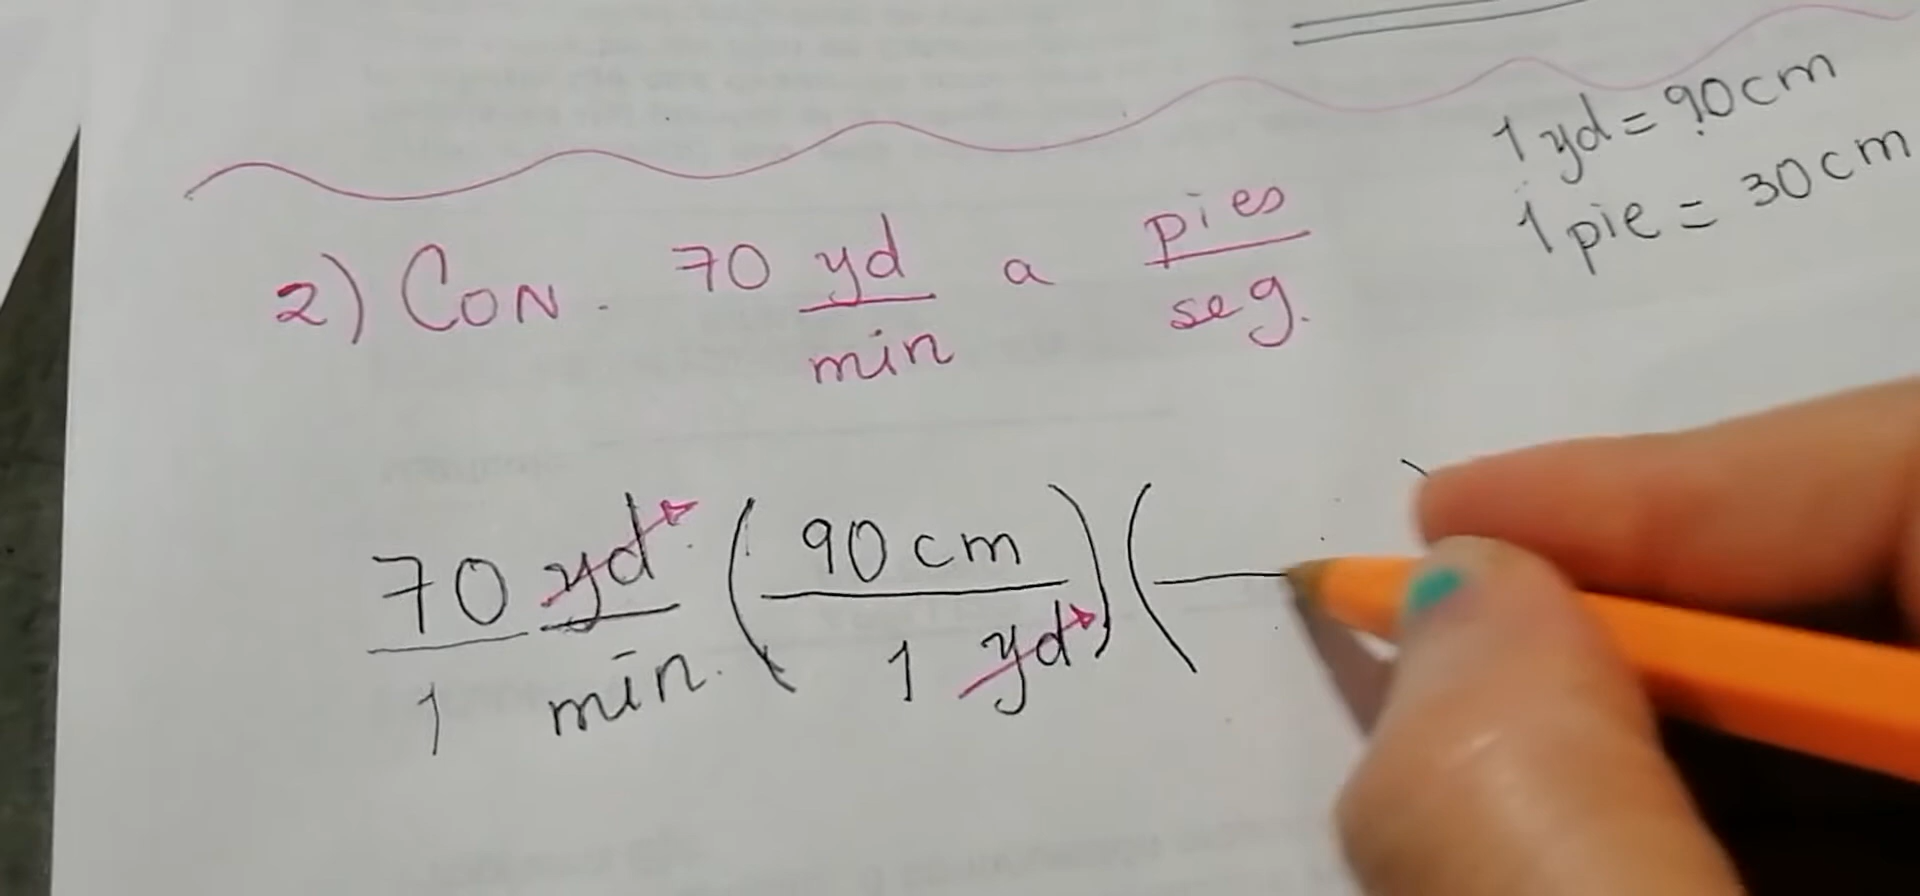 1 yd = 90 cm
1 pie = 30 cm
2) CON. 70 yd/min a pies/seg.
70 yd/1 min. (90 cm/1 yd) (